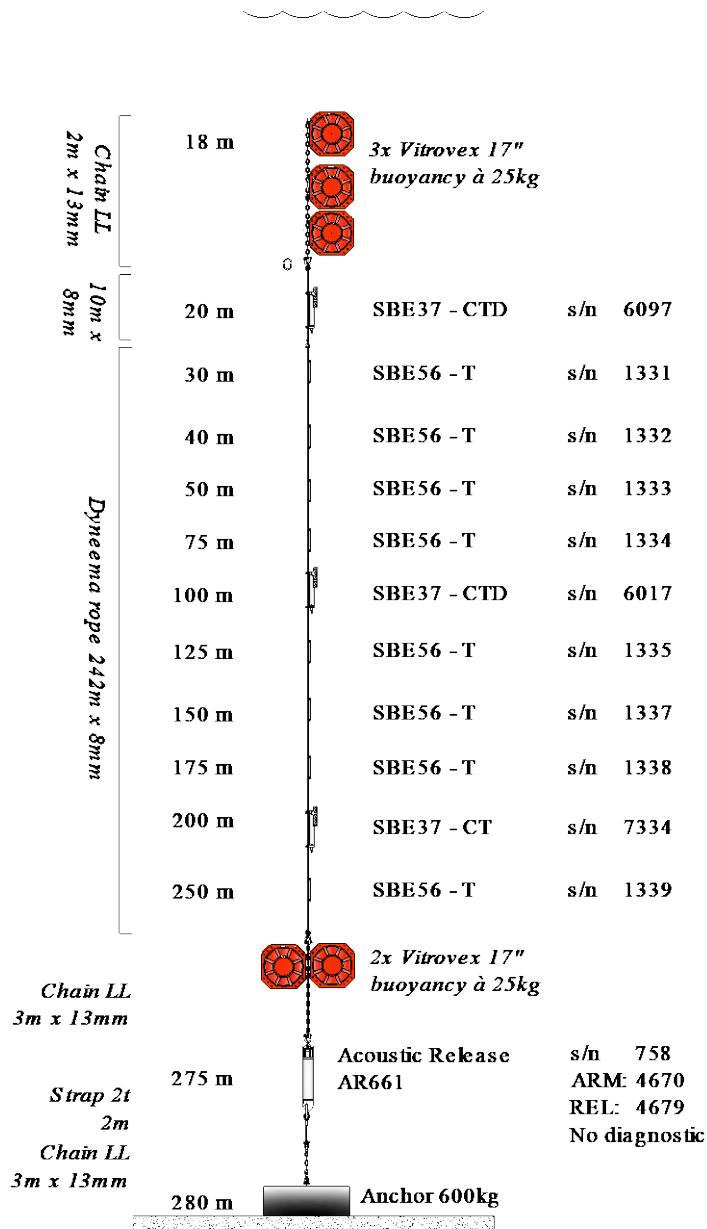 Chain LL
2m x 13mm
18 m
3x Vitrovex 17"
buoyancy à 25kg
10m x
8mm
20 m SBE37 - CTD s/n 6097
Dyneema rope 242m x 8mm
30 m SBE56 - T s/n 1331
40 m SBE56 - T s/n 1332
50 m SBE56 - T s/n 1333
75 m SBE56 - T s/n 1334
100 m SBE37 - CTD s/n 6017
125 m SBE56 - T s/n 1335
150 m SBE56 - T s/n 1337
175 m SBE56 - T s/n 1338
200 m SBE37 - CT s/n 7334
250 m SBE56 - T s/n 1339
2x Vitrovex 17"
buoyancy à 25kg
Chain LL
3m x 13mm
275 m
Acoustic Release
AR661
s/n 758
ARM: 4670
REL: 4679
No diagnostic
Strap 2t
2m
Chain LL
3m x 13mm
280 m
Anchor 600kg